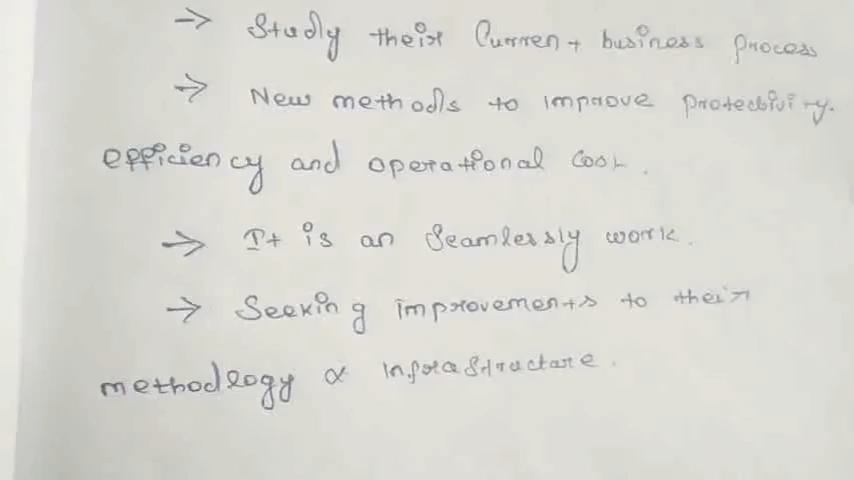 → Study their Current business process
→ New methods to improve protectivity.
efficiency and operational cost.
→ It is an seamlessly work.
→ Seeking improvements to their
methodlogy & infrastructure.